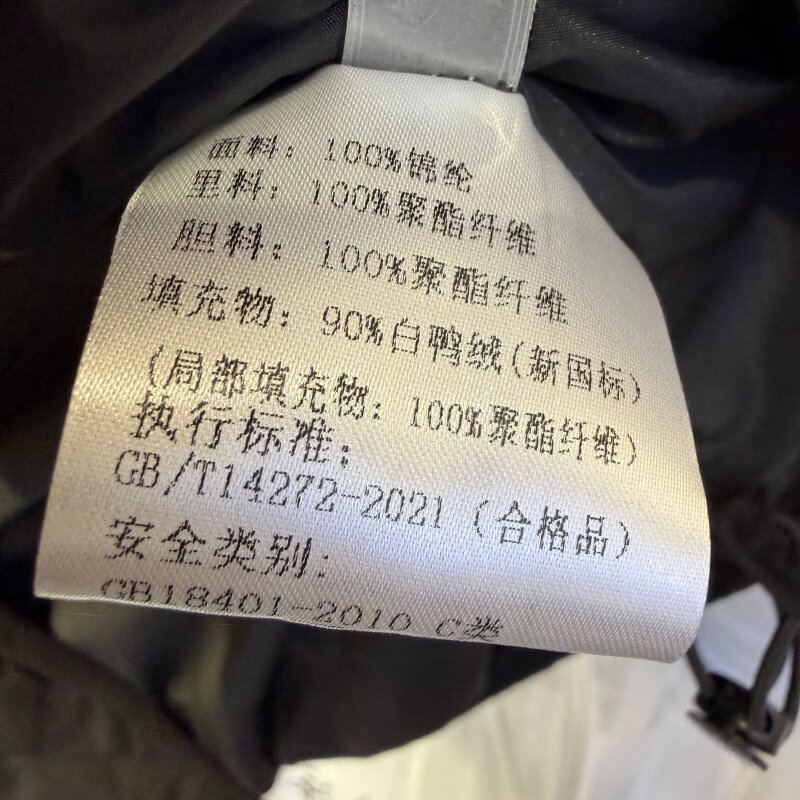 面料：100%锦纶
里料：100%聚酯纤维
胆料：100%聚酯纤维
填充物：90%白鸭绒(新国标)
(局部填充物：100%聚酯纤维)
执行标准：
GB/T14272-2021 (合格品)
安全类别：
GB18401-2010 C类